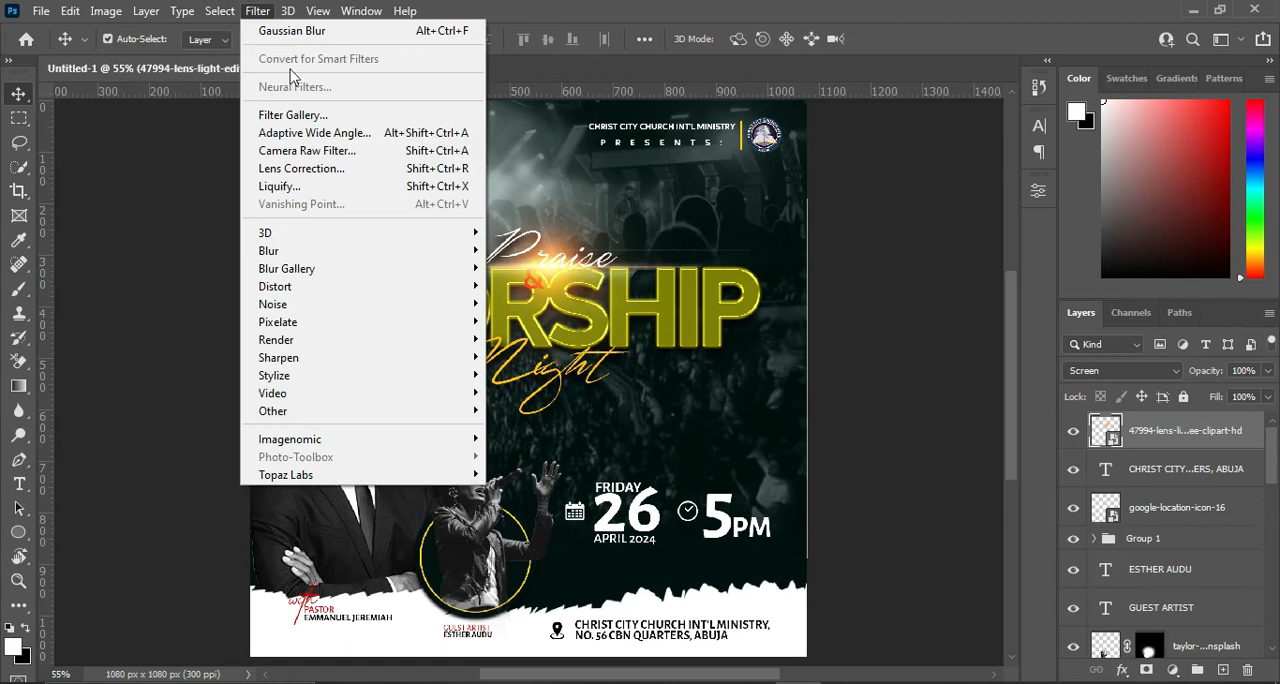 Ps File Edit Image Layer Type Select Filter 3D View Window Help
Auto-Select: Layer 3D Mode:
Untitled-1 @ 55% (47994-lens-light-edi
Gaussian Blur Alt+Ctrl+F
Convert for Smart Filters
Neural Filters...
Filter Gallery...
Adaptive Wide Angle... Alt+Shift+Ctrl+A
Camera Raw Filter... Shift+Ctrl+A
Lens Correction... Shift+Ctrl+R
Liquify... Shift+Ctrl+X
Vanishing Point... Alt+Ctrl+V
3D
Blur
Blur Gallery
Distort
Noise
Pixelate
Render
Sharpen
Stylize
Video
Other
Imagenomic
Photo-Toolbox
Topaz Labs
300 200 100 500 600 700 800 900 1000 1100 1200 1300 1400
CHRIST CITY CHURCH INT'L MINISTRY
PRESENTS:
Praise
&
ORSHIP
Night
FRIDAY
26
APRIL 2024
5PM
with
PASTOR
EMMANUEL JEREMIAH
GUEST ARTIST
ESTHER AUDU
CHRIST CITY CHURCH INT'L MINISTRY,
NO. 56 CBN QUARTERS, ABUJA
55% 1080 px x 1080 px (300 ppi)
Color Swatches Gradients Patterns
Layers Channels Paths
Kind
Screen Opacity: 100%
Lock: Fill: 100%
47994-lens-li...ee-clipart-hd
CHRIST CITY...ERS, ABUJA
google-location-icon-16
Group 1
ESTHER AUDU
GUEST ARTIST
taylor-...nsplash